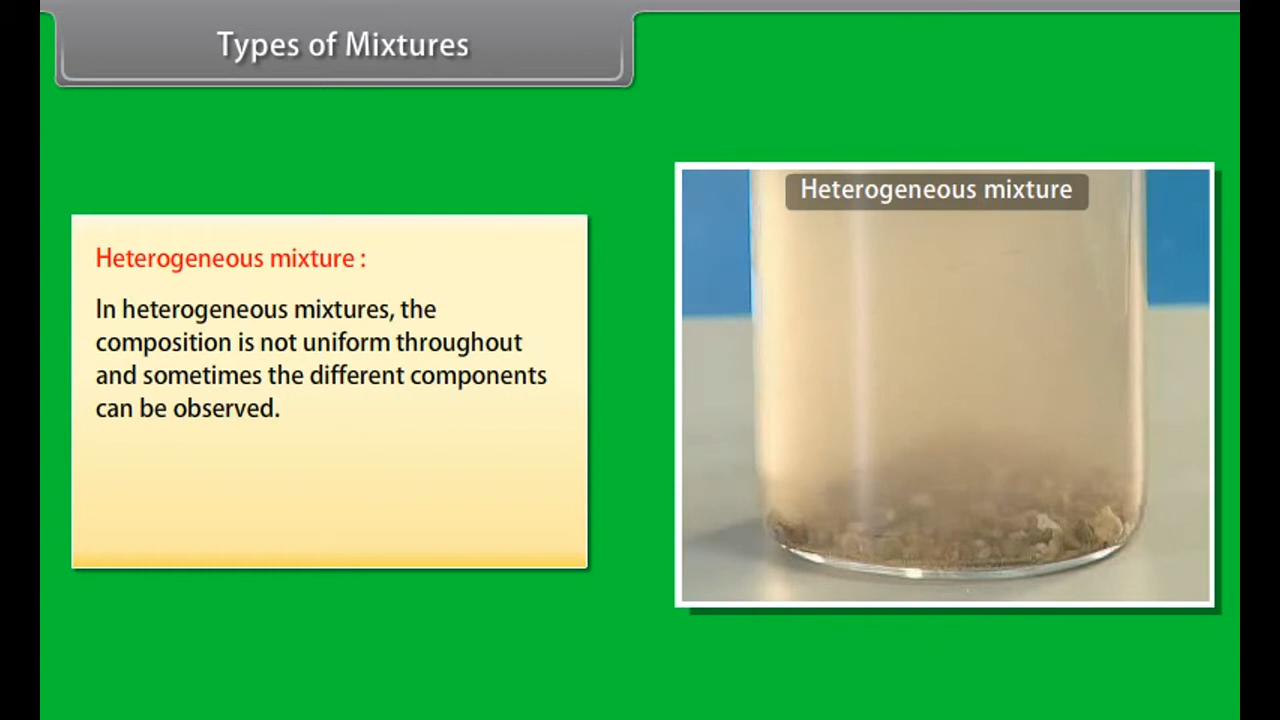 Types of Mixtures
Heterogeneous mixture
Heterogeneous mixture :
In heterogeneous mixtures, the
composition is not uniform throughout
and sometimes the different components
can be observed.